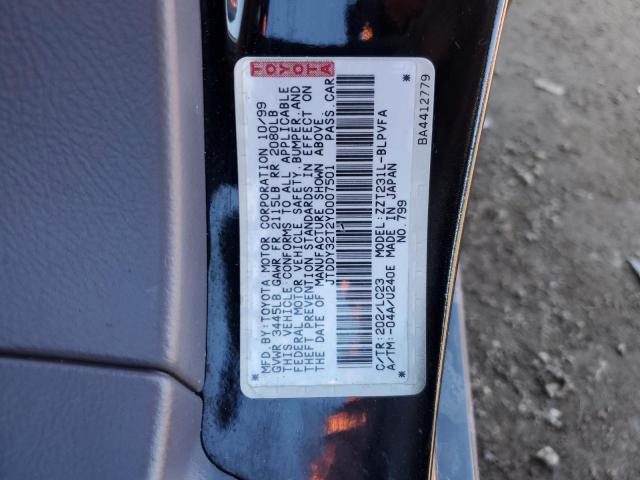 TOYOTA
MFD.BY:TOYOTA MOTOR CORPORATION 10/99
GVWR 3445LB GAWR FR 2115LB RR 2080LB
THIS VEHICLE CONFORMS TO ALL APPLICABLE
FEDERAL MOTOR VEHICLE SAFETY,BUMPER,AND
THEFT PREVENTION STANDARDS IN EFFECT ON
THE DATE OF MANUFACTURE SHOWN ABOVE.
JTDDY32T2Y0007501 PASS.CAR
C/TR:202/LC23 MODEL:ZZT231L-BLPVFA
A/TM:-04A/U240E MADE IN JAPAN
NO.799
* *
BA4412779